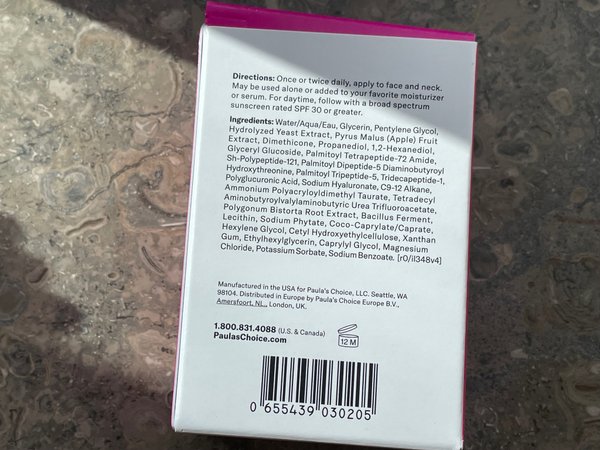 Directions: Once or twice daily, apply to face and neck.
May be used alone or added to your favorite moisturizer
or serum. For daytime, follow with a broad spectrum
sunscreen rated SPF 30 or greater.
Ingredients: Water/Aqua/Eau, Glycerin, Pentylene Glycol,
Hydrolyzed Yeast Extract, Pyrus Malus (Apple) Fruit
Extract, Dimethicone, Propanediol, 1,2-Hexanediol,
Glyceryl Glucoside, Palmitoyl Tetrapeptide-72 Amide,
Sh-Polypeptide-121, Palmitoyl Dipeptide-5 Diaminobutyroyl
Hydroxythreonine, Palmitoyl Tripeptide-5, Tridecapeptide-1,
Polyglucuronic Acid, Sodium Hyaluronate, C9-12 Alkane,
Ammonium Polyacryloyldimethyl Taurate, Tetradecyl
Aminobutyroylvalylaminobutyric Urea Trifluoroacetate,
Polygonum Bistorta Root Extract, Bacillus Ferment,
Lecithin, Sodium Phytate, Coco-Caprylate/Caprate,
Hexylene Glycol, Cetyl Hydroxyethylcellulose, Xanthan
Gum, Ethylhexylglycerin, Caprylyl Glycol, Magnesium
Chloride, Potassium Sorbate, Sodium Benzoate. [r0/il348v4]
Manufactured in the USA for Paula's Choice, LLC. Seattle, WA
98104. Distributed in Europe by Paula's Choice Europe B.V.,
Amersfoort, NL., London, UK.
1.800.831.4088 (U.S. & Canada)
PaulasChoice.com
12 M
0 655439 030205